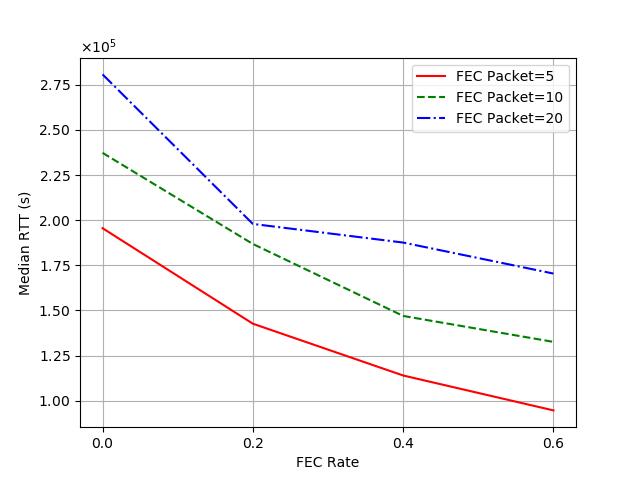 ×10⁵
2.75
2.50
2.25
2.00
1.75
1.50
1.25
1.00
Median RTT (s)
FEC Packet=5
FEC Packet=10
FEC Packet=20
0.0 0.2 0.4 0.6
FEC Rate